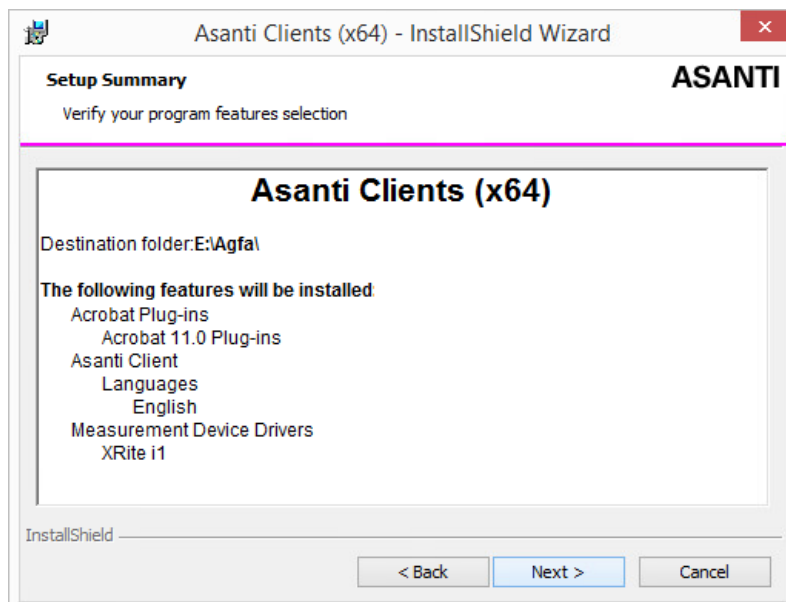 Asanti Clients (x64) - InstallShield Wizard
Setup Summary
ASANTI
Verify your program features selection
Asanti Clients (x64)
Destination folder:E:\Agfa\
The following features will be installed:
Acrobat Plug-ins
Acrobat 11.0 Plug-ins
Asanti Client
Languages
English
Measurement Device Drivers
XRite i1
InstallShield
< Back
Next >
Cancel